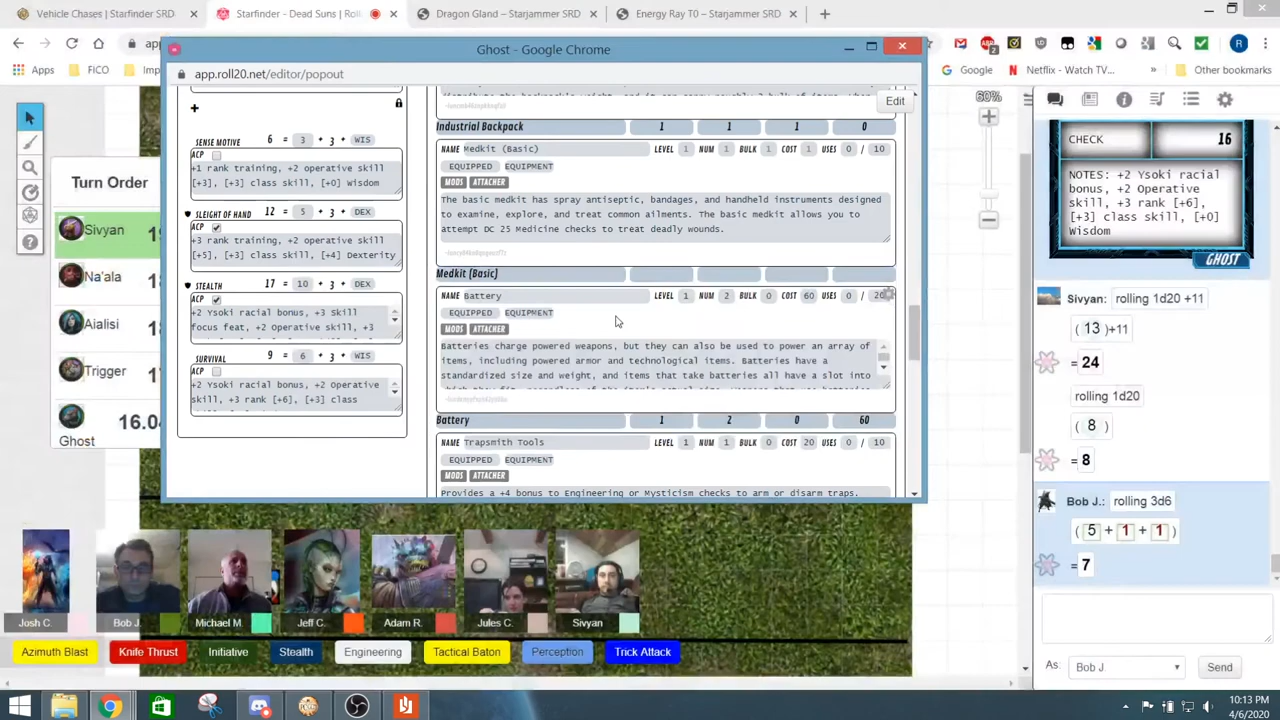 Vehicle Chases | Starfinder SRD
Starfinder - Dead Suns | Roll
Dragon Gland – Starjammer SRD
Energy Ray T0 – Starjammer SRD
Ghost - Google Chrome
app.roll20.net/editor/popout
Apps
FICO
Google
Netflix - Watch TV...
Other bookmarks
Edit
60%
Turn Order
Sivyan
Na'ala
Aialisi
Trigger
Ghost
16.04
SENSE MOTIVE 6 = 3 + 3 + WIS
ACP
+1 rank training, +2 operative skill
[+3], [+3] class skill, [+0] Wisdom
SLEIGHT OF HAND 12 = 5 + 3 + DEX
ACP
+3 rank training, +2 operative skill
[+5], [+3] class skill, [+4] Dexterity
STEALTH 17 = 10 + 3 + DEX
ACP
+2 Ysoki racial bonus, +3 skill
focus feat, +2 Operative skill, +3
SURVIVAL 9 = 6 + 3 + WIS
ACP
+2 Ysoki racial bonus, +2 Operative
skill, +3 rank [+6], [+3] class
Industrial Backpack 1 1 1 0
NAME Medkit (Basic) LEVEL 1 NUM 1 BULK 1 COST 1 USES 0 / 10
EQUIPPED EQUIPMENT
MODS ATTACHER
The basic medkit has spray antiseptic, bandages, and handheld instruments designed
to examine, explore, and treat common ailments. The basic medkit allows you to
attempt DC 25 Medicine checks to treat deadly wounds.
Medkit (Basic)
NAME Battery LEVEL 1 NUM 2 BULK 0 COST 60 USES 0 / 20
EQUIPPED EQUIPMENT
MODS ATTACHER
Batteries charge powered weapons, but they can also be used to power an array of
items, including powered armor and technological items. Batteries have a
standardized size and weight, and items that take batteries all have a slot into
Battery 1 2 0 60
NAME Trapsmith Tools LEVEL 1 NUM 1 BULK 0 COST 20 USES 0 / 10
EQUIPPED EQUIPMENT
MODS ATTACHER
Provides a +4 bonus to Engineering or Mysticism checks to arm or disarm traps.
CHECK 16
NOTES: +2 Ysoki racial
bonus, +2 Operative
skill, +3 rank [+6],
[+3] class skill, [+0]
Wisdom
GHOST
Sivyan: rolling 1d20 +11
(13)+11
= 24
rolling 1d20
(8)
= 8
Bob J.: rolling 3d6
(5+1+1)
= 7
As: Bob J.
Send
Josh C.
Bob J.
Michael M.
Jeff C.
Adam R.
Jules C.
Sivyan
Azimuth Blast
Knife Thrust
Initiative
Stealth
Engineering
Tactical Baton
Perception
Trick Attack
10:13 PM
4/6/2020